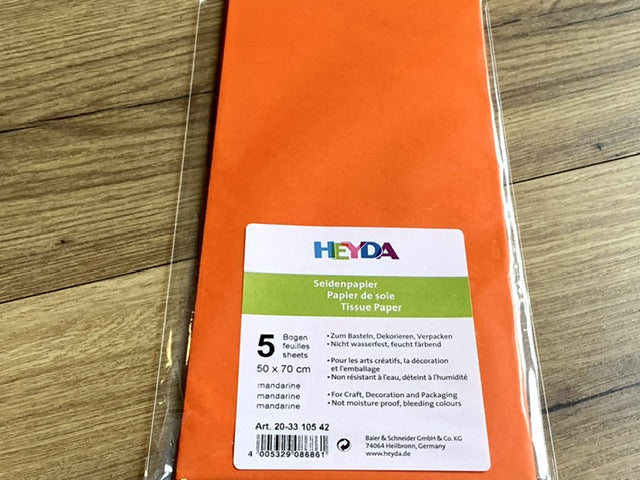 HEYDA
Seidenpapier
Papier de soie
Tissue Paper
5 Bogen
feuilles
sheets
50 x 70 cm
mandarine
mandarine
mandarine
• Zum Basteln, Dekorieren, Verpacken
• Nicht wasserfest, feucht färbend
• Pour les arts créatifs, la décoration
et l'emballage
• Non résistant à l'eau, déteint à l'humidité
• For Craft, Decoration and Packaging
• Not moisture proof, bleeding colours
Art. 20-33 105 42
4 005329 086861
Baier & Schneider GmbH & Co. KG
74064 Heilbronn, Germany
www.heyda.de